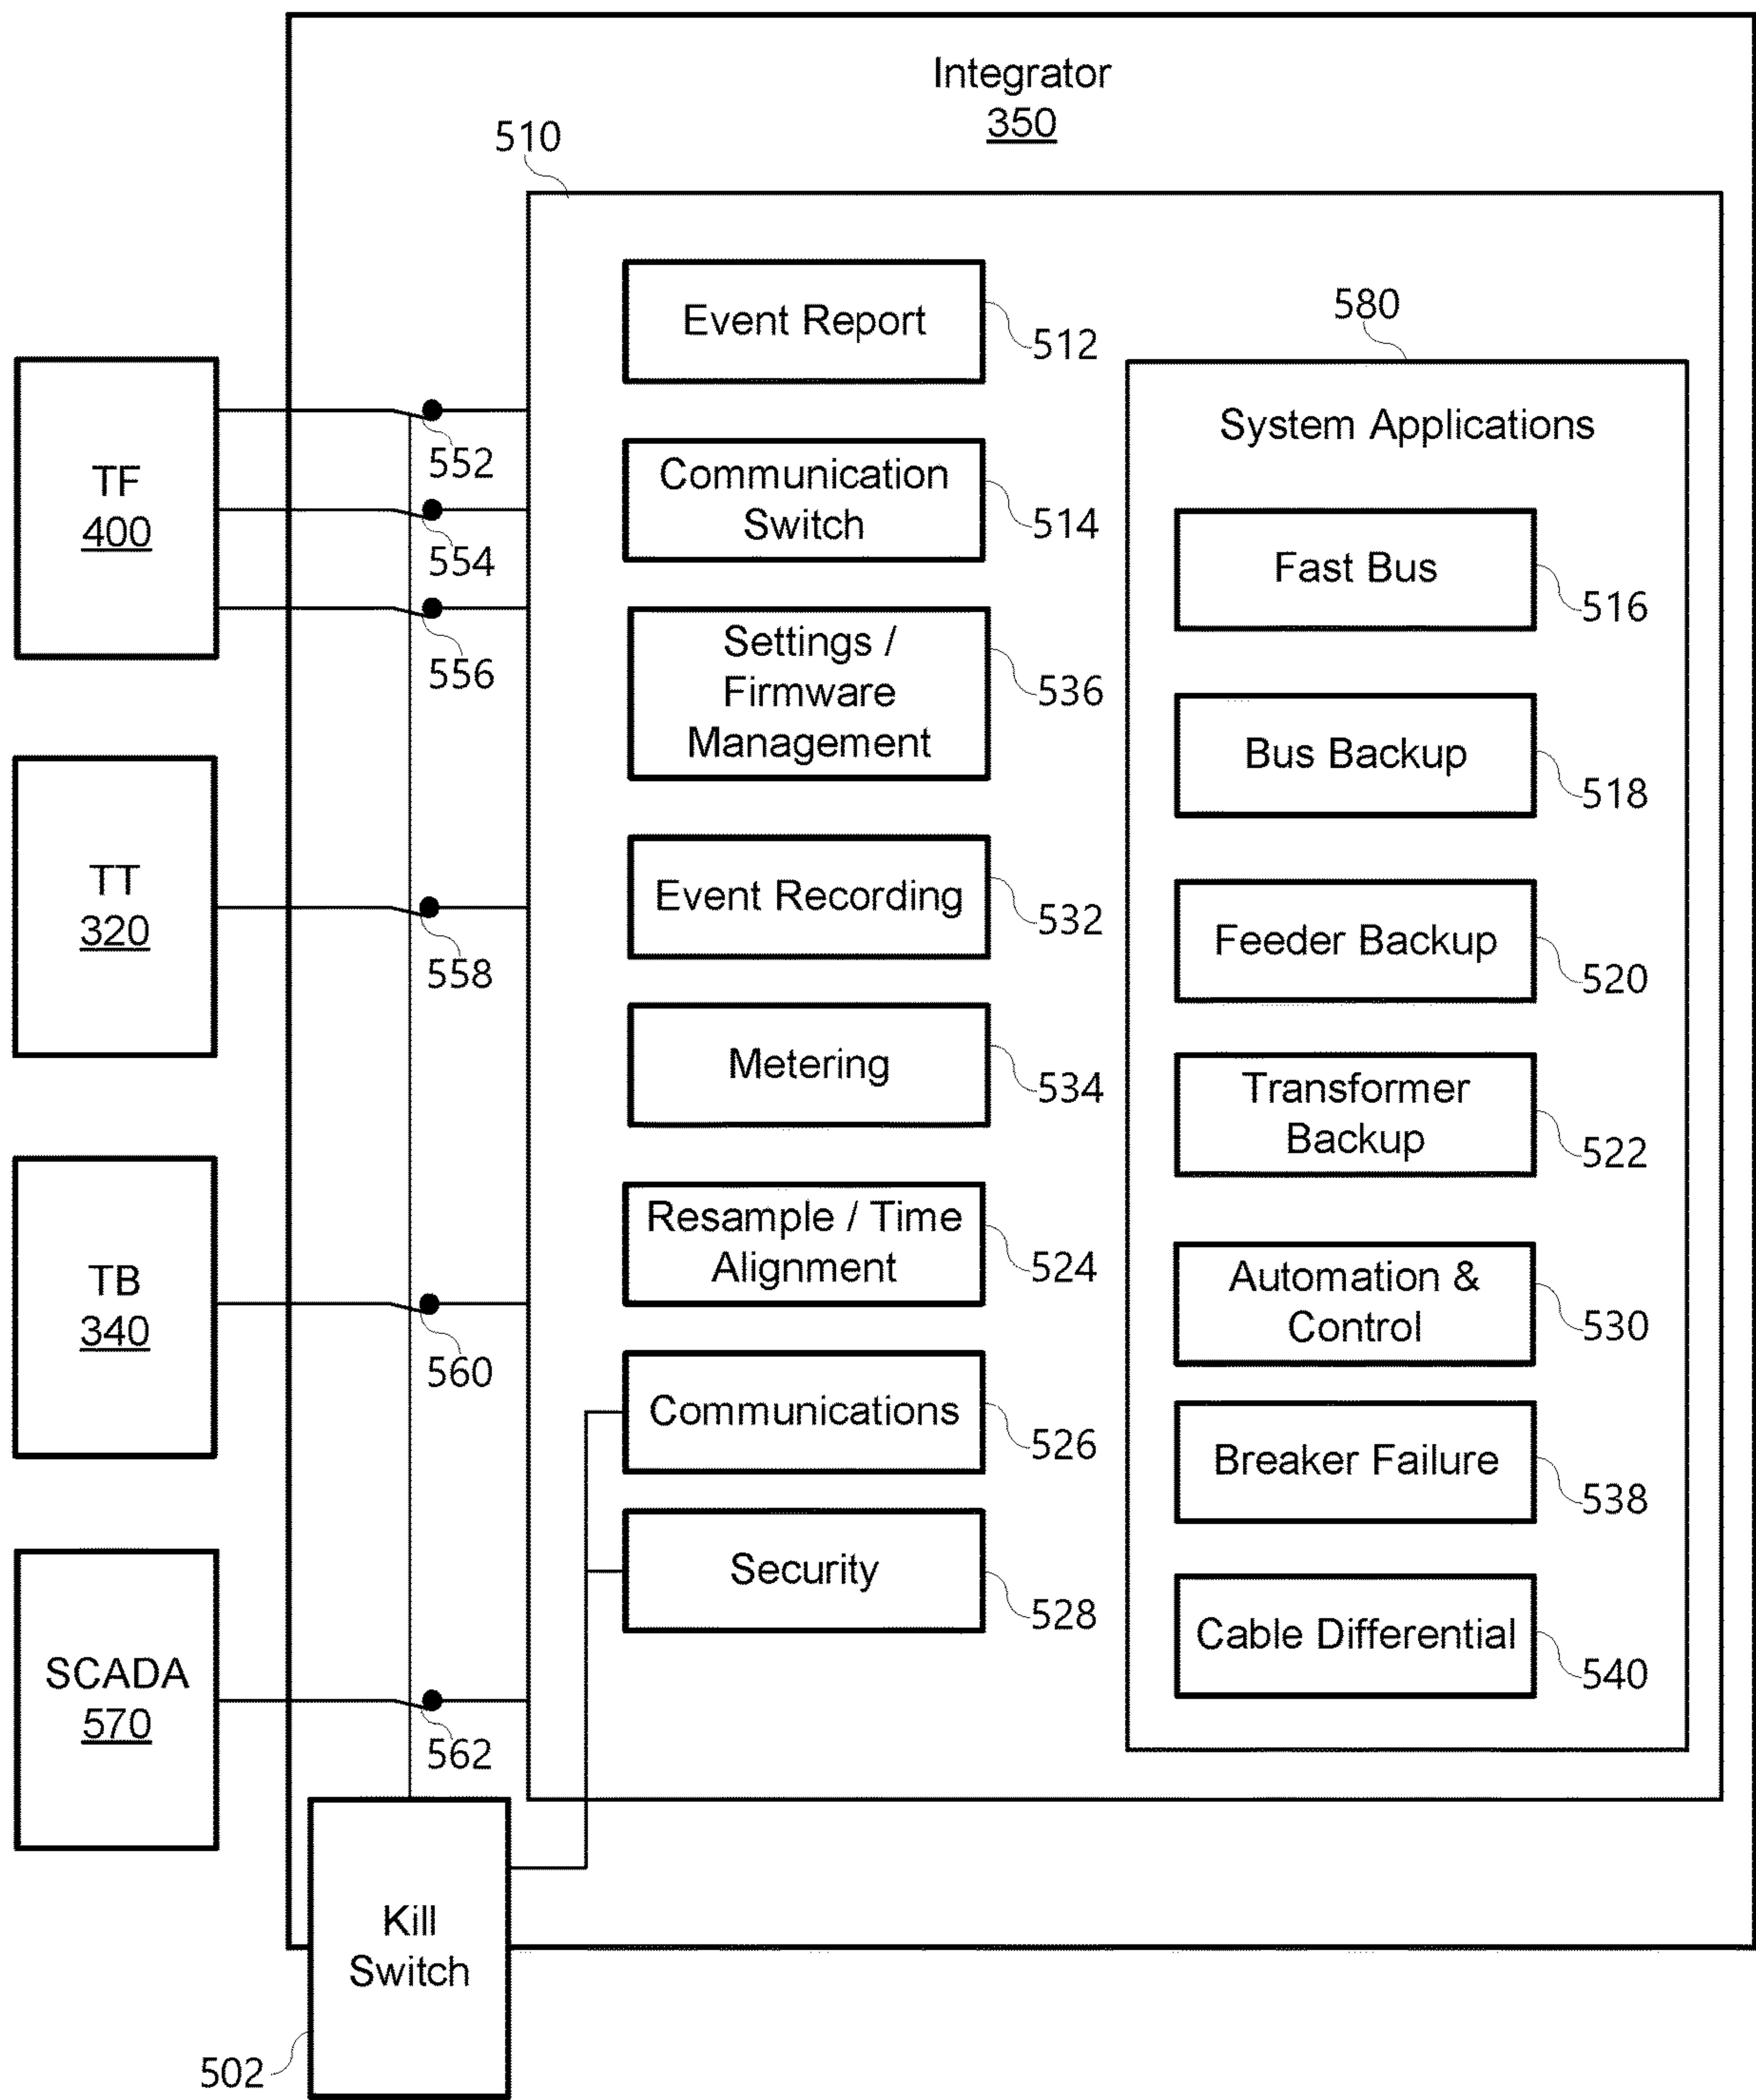 Integrator
350
510
Event Report
512
Communication
Switch
514
Settings /
Firmware
Management
536
Event Recording
532
Metering
534
Resample / Time
Alignment
524
Communications
526
Security
528
580
System Applications
Fast Bus
516
Bus Backup
518
Feeder Backup
520
Transformer
Backup
522
Automation &
Control
530
Breaker Failure
538
Cable Differential
540
TF
400
552
554
556
TT
320
558
TB
340
560
SCADA
570
562
Kill
Switch
502